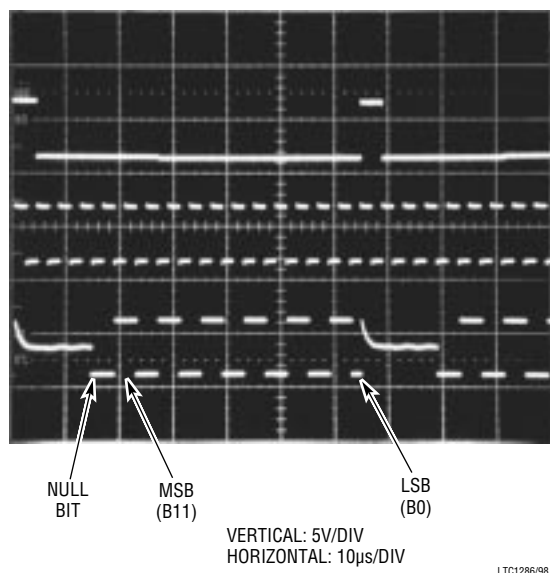 NULL
BIT
MSB
(B11)
LSB
(B0)
VERTICAL: 5V/DIV
HORIZONTAL: 10µs/DIV
LTC1286/98